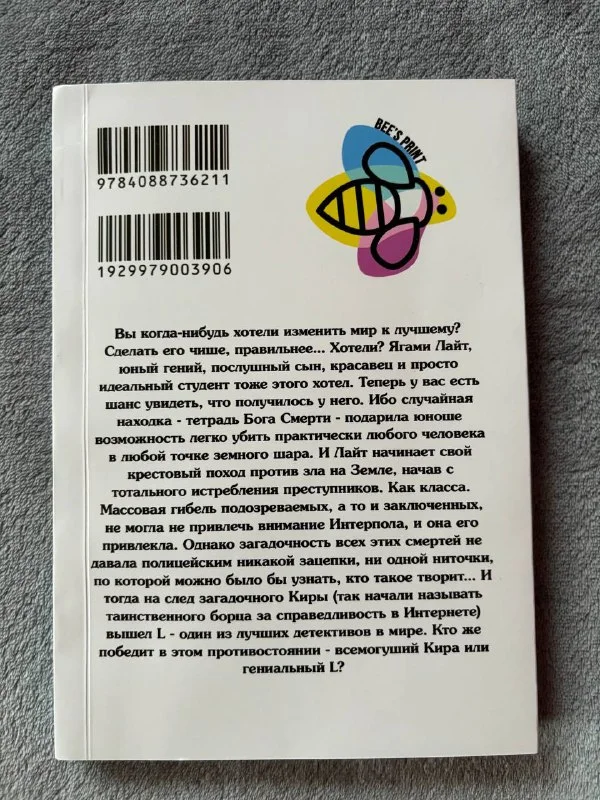 9784088736211
BEE'S PRINT
1929979003906
Вы когда-нибудь хотели изменить мир к лучшему?
Сделать его чише, правильнее... Хотели? Ягами Лайт,
юный гений, послушный сын, красавец и просто
идеальный студент тоже этого хотел. Теперь у вас есть
шанс увидеть, что получилось у него. Ибо случайная
находка - тетрадь Бога Смерти - подарила юноше
возможность легко убить практически любого человека
в любой точке земного шара. И Лайт начинает свой
крестовый поход против зла на Земле, начав с
тотального истребления преступников. Как класса.
Массовая гибель подозреваемых, а то и заключенных,
не могла не привлечь внимание Интерпола, и она его
привлекла. Однако загадочность всех этих смертей не
давала полицейским никакой зацепки, ни одной ниточки,
по которой можно было бы узнать, кто такое творит... И
тогда на след загадочного Киры (так начали называть
таинственного борца за справедливость в Интернете)
вышел L - один из лучших детективов в мире. Кто же
победит в этом противостоянии - всемогуший Кира или
гениальный L?